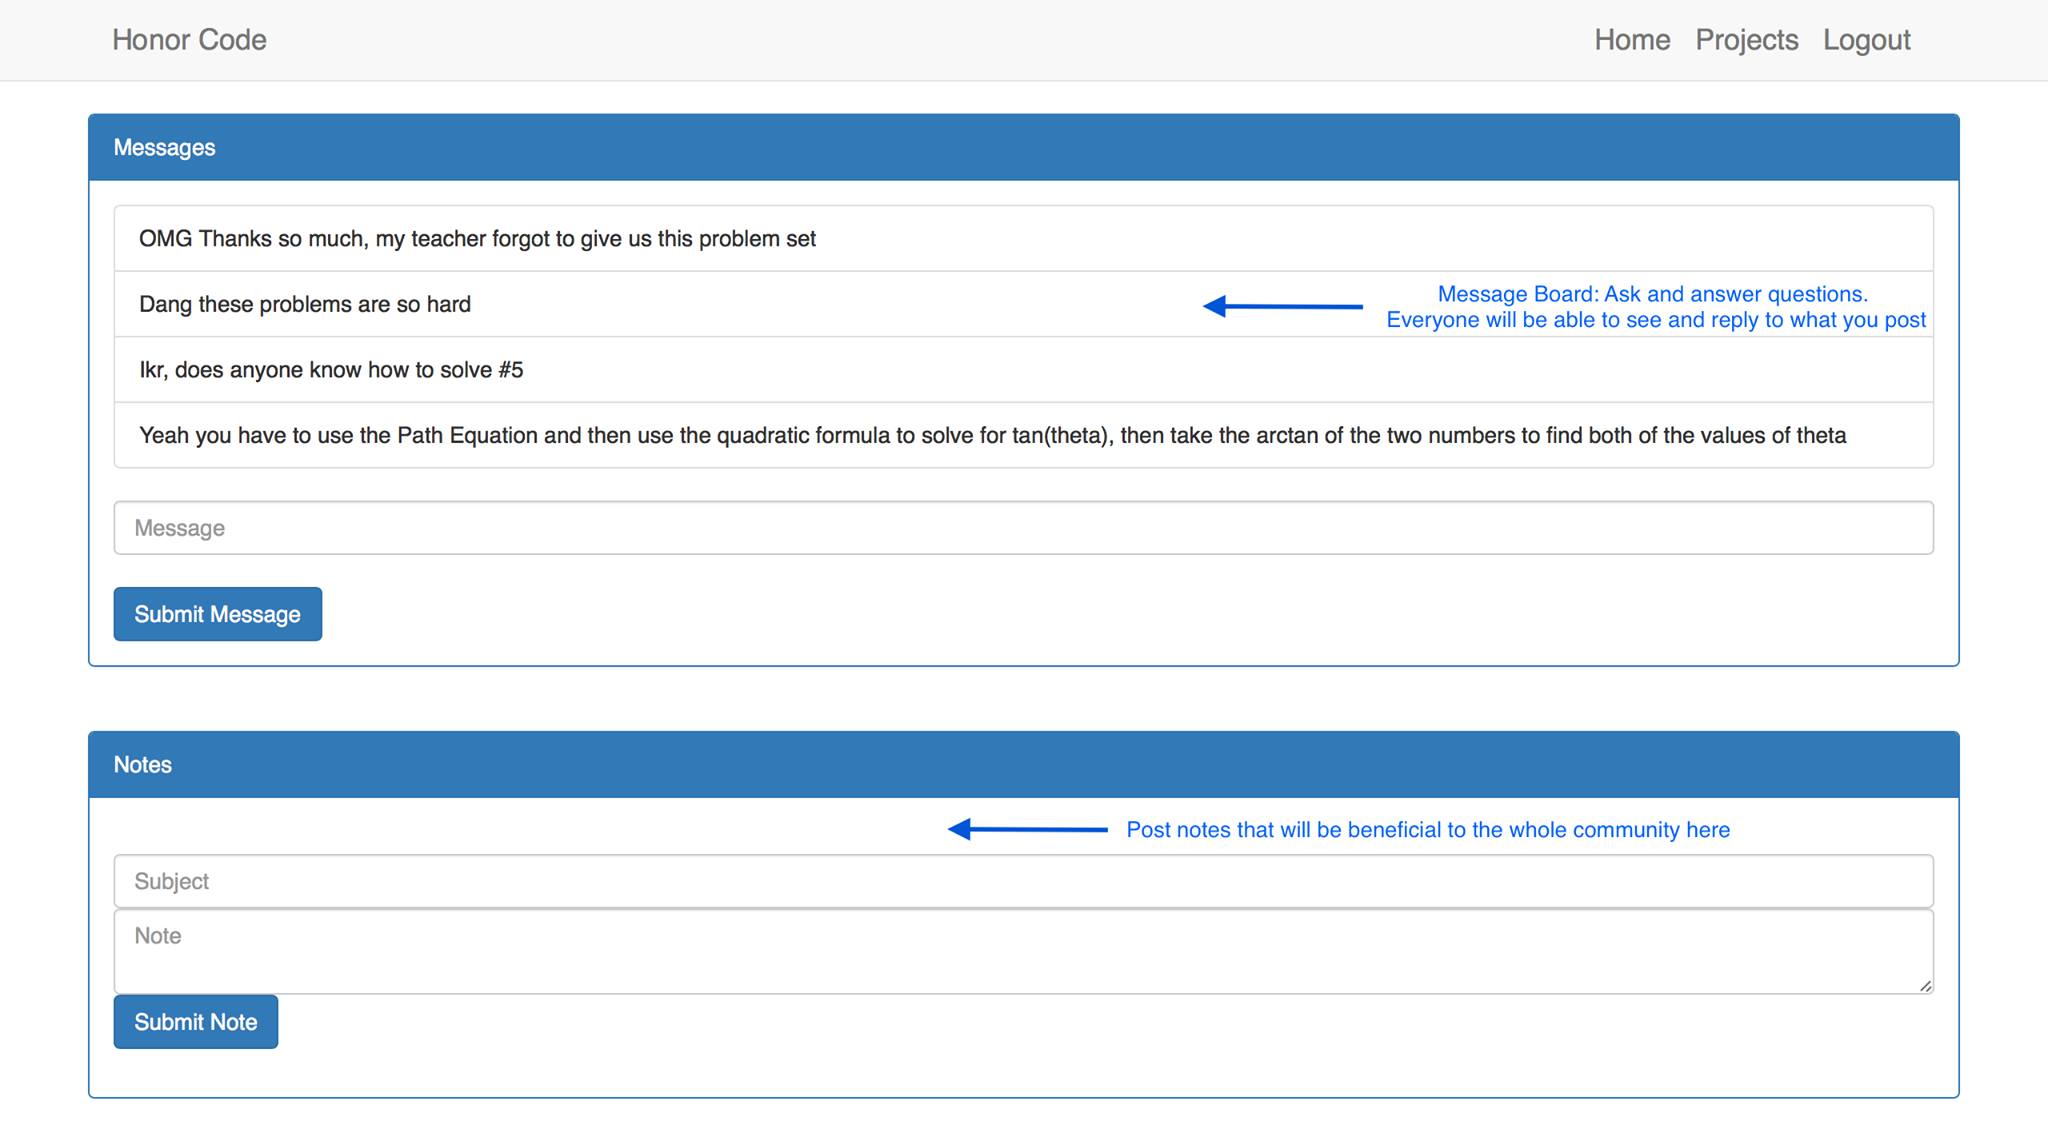 Honor Code Home Projects Logout
Messages
OMG Thanks so much, my teacher forgot to give us this problem set
Dang these problems are so hard
Message Board: Ask and answer questions.
Everyone will be able to see and reply to what you post
Ikr, does anyone know how to solve #5
Yeah you have to use the Path Equation and then use the quadratic formula to solve for tan(theta), then take the arctan of the two numbers to find both of the values of theta
Message
Submit Message
Notes
Post notes that will be beneficial to the whole community here
Subject
Note
Submit Note